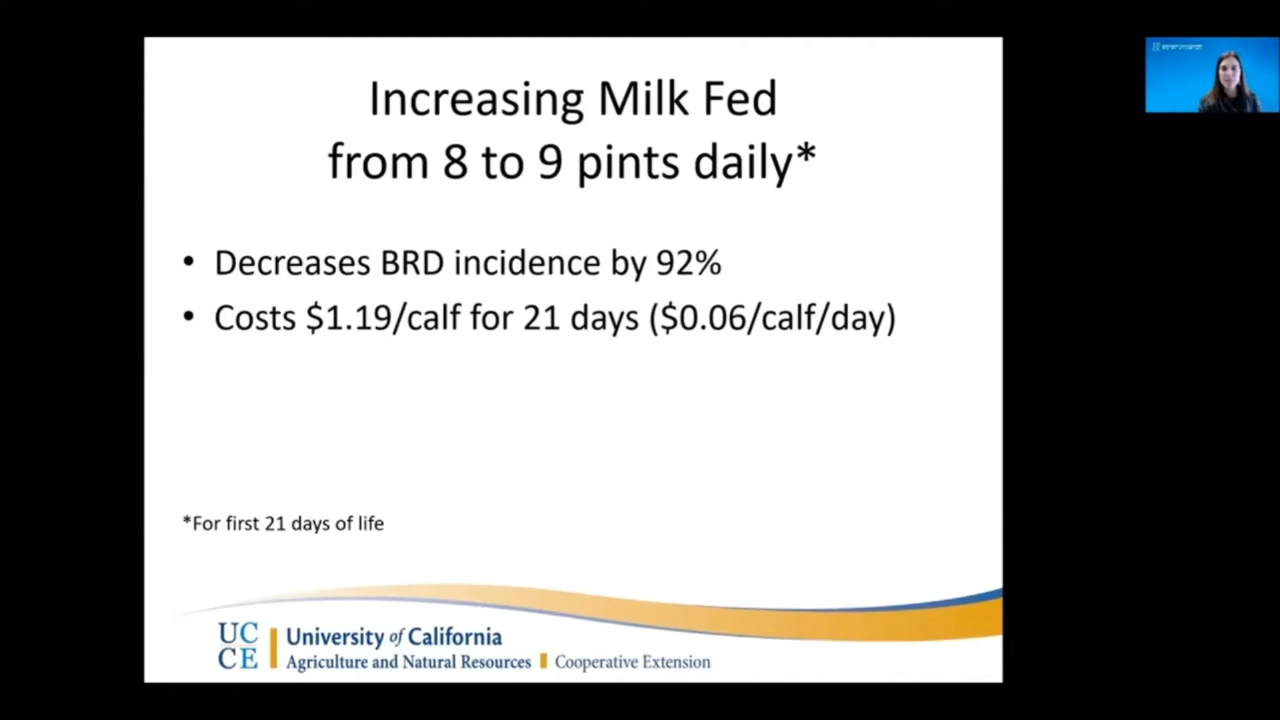 Increasing Milk Fed
from 8 to 9 pints daily*
• Decreases BRD incidence by 92%
• Costs $1.19/calf for 21 days ($0.06/calf/day)
*For first 21 days of life
UC
CE
University of California
Agriculture and Natural Resources
Cooperative Extension